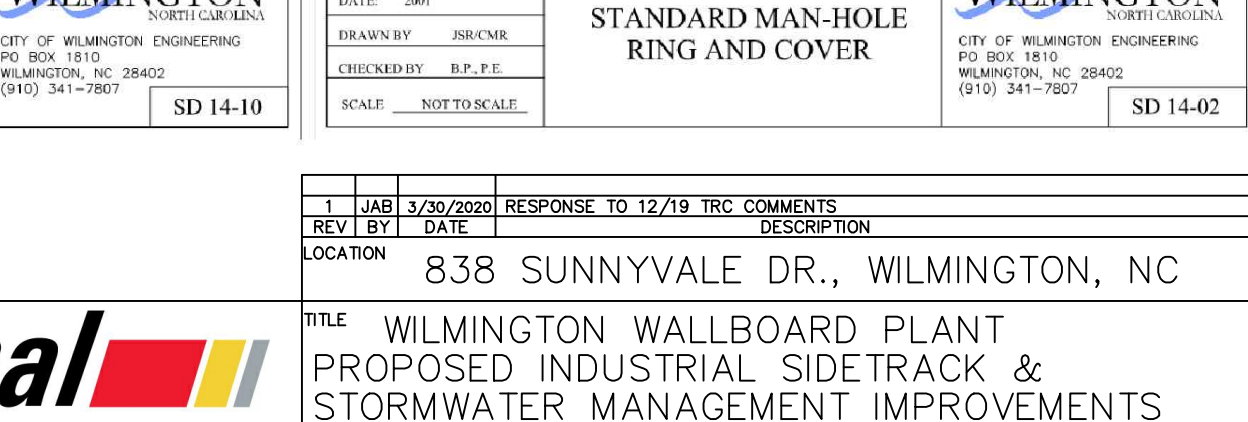 WILMINGTON
NORTH CAROLINA
CITY OF WILMINGTON ENGINEERING
PO BOX 1810
WILMINGTON, NC 28402
(910) 341-7807
SD 14-10
DATE: 2001
DRAWN BY JSR/CMR
CHECKED BY B.P., P.E.
SCALE NOT TO SCALE
STANDARD MAN-HOLE
RING AND COVER
WILMINGTON
NORTH CAROLINA
CITY OF WILMINGTON ENGINEERING
PO BOX 1810
WILMINGTON, NC 28402
(910) 341-7807
SD 14-02
1 JAB 3/30/2020 RESPONSE TO 12/19 TRC COMMENTS
REV BY DATE DESCRIPTION
LOCATION 838 SUNNYVALE DR., WILMINGTON, NC
TITLE WILMINGTON WALLBOARD PLANT
PROPOSED INDUSTRIAL SIDETRACK &
STORMWATER MANAGEMENT IMPROVEMENTS